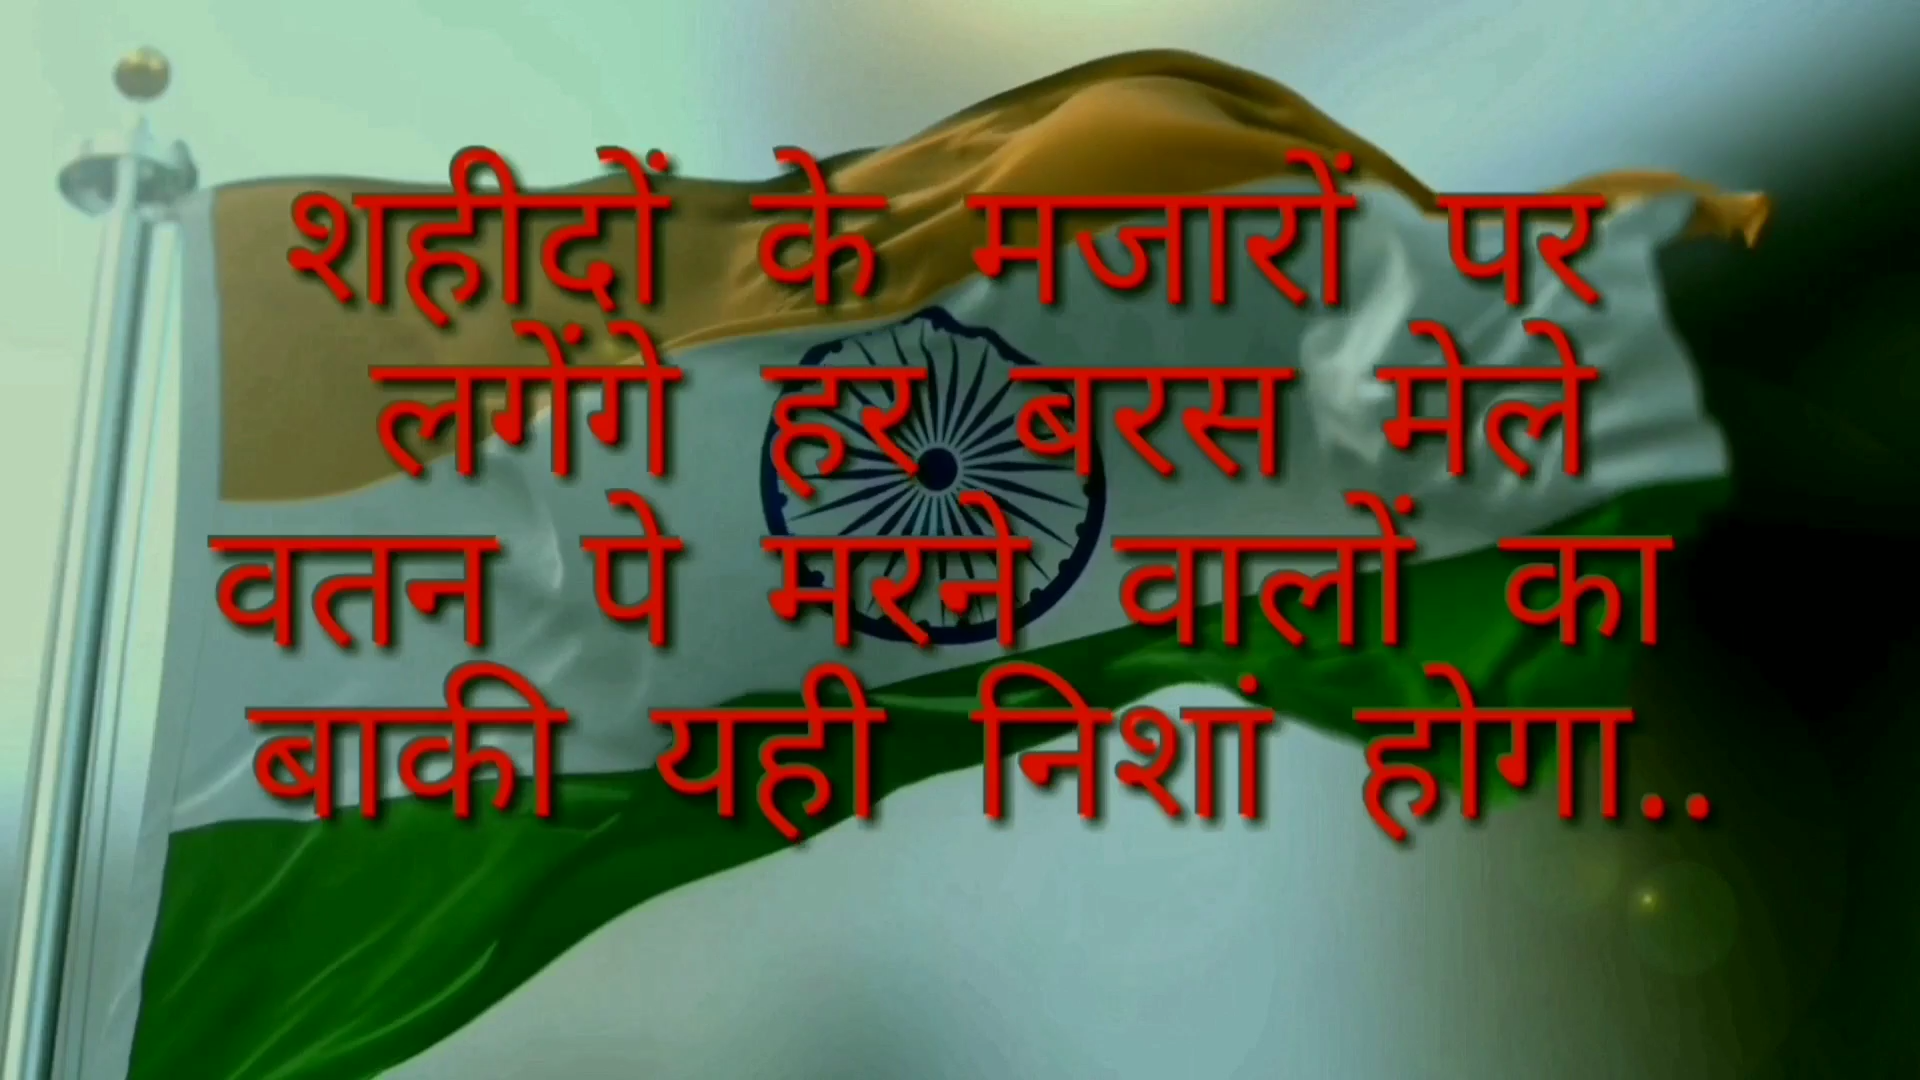 शहीदों के मजारों पर
लगेंगे हर बरस मेले
वतन पे मरने वालों का
बाकी यही निशां होगा..